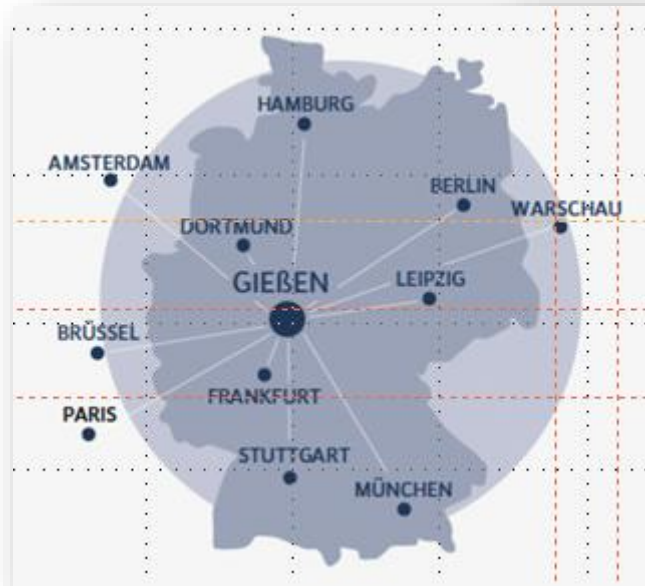 HAMBURG
AMSTERDAM
BERLIN
WARSCHAU
DORTMUND
GIEßEN
LEIPZIG
BRÜSSEL
FRANKFURT
PARIS
STUTTGART
MÜNCHEN